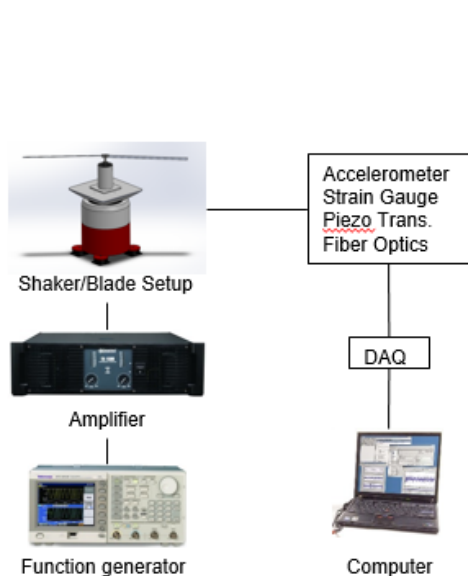 Accelerometer
Strain Gauge
Piezo Trans.
Fiber Optics
Shaker/Blade Setup
DAQ
Amplifier
Function generator
Computer